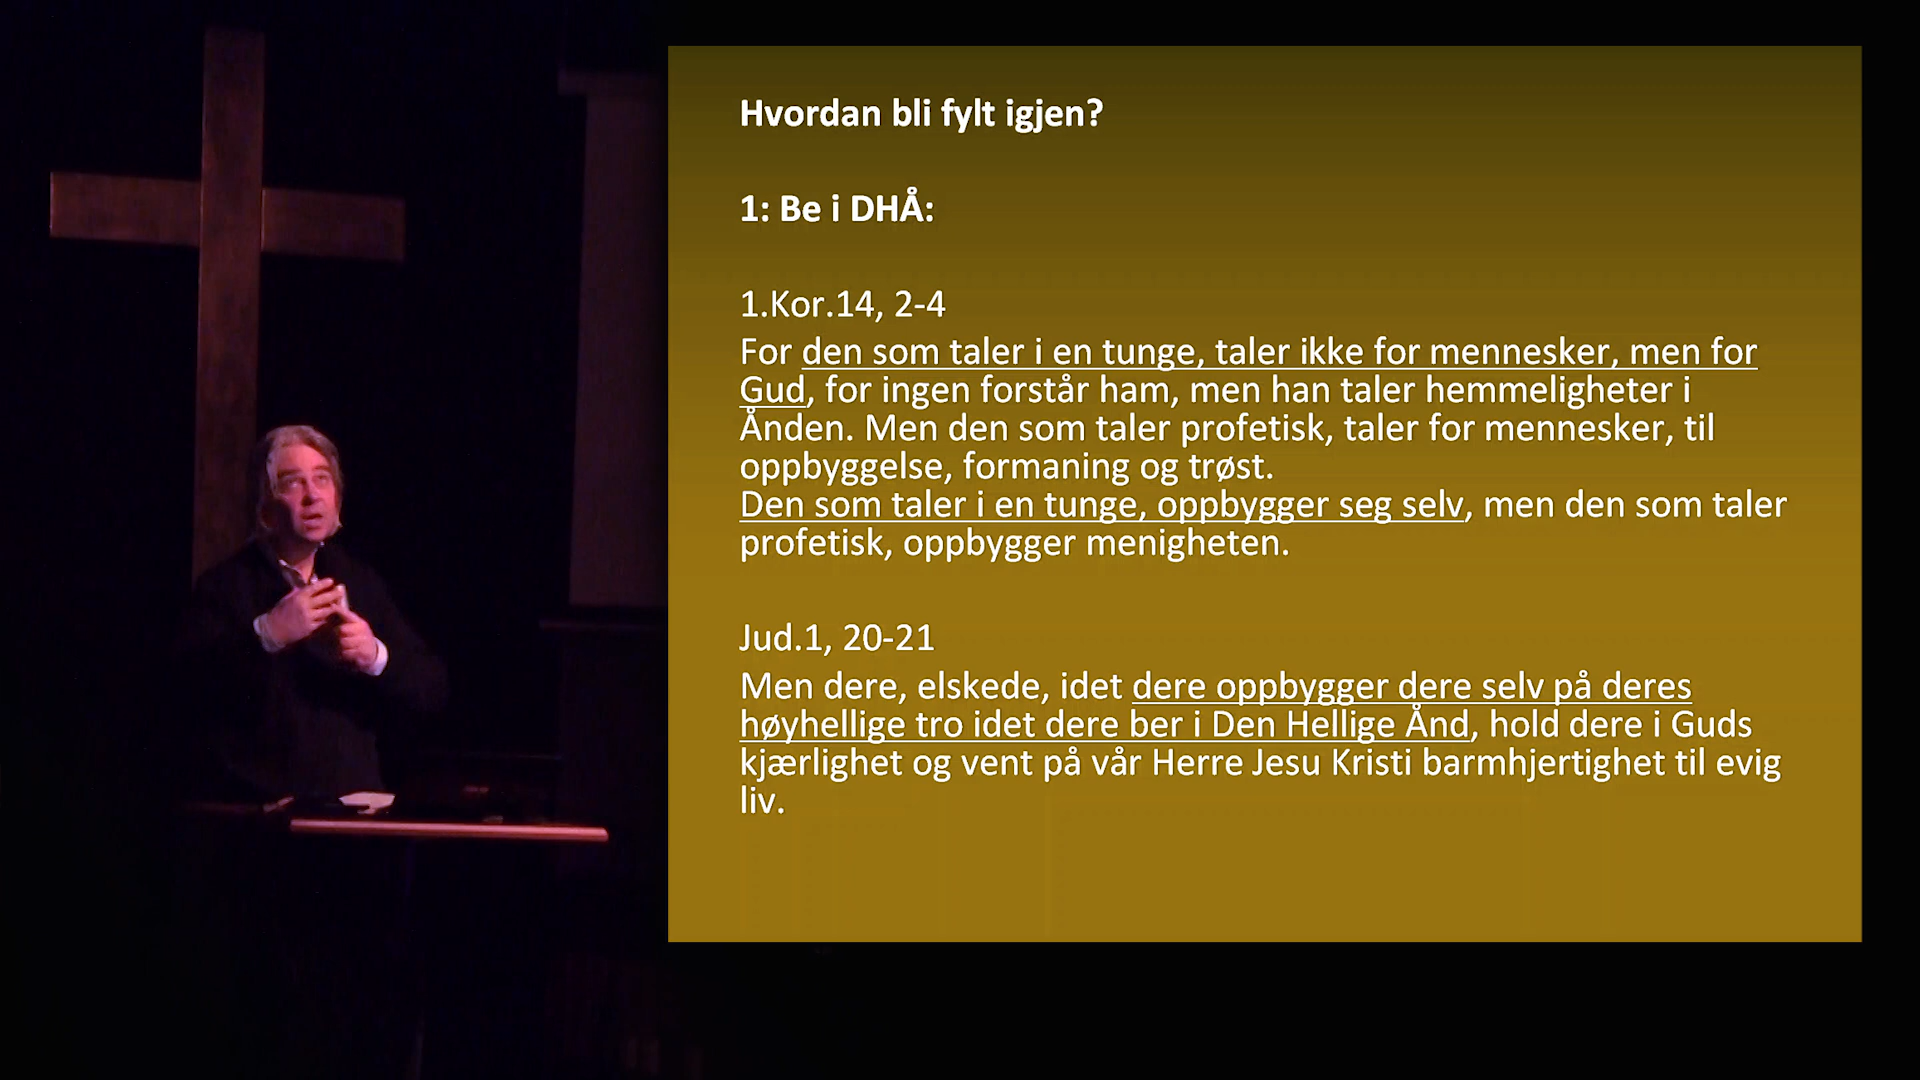 Hvordan bli fylt igjen?
1: Be i DHÅ:
1.Kor.14, 2-4
For den som taler i en tunge, taler ikke for mennesker, men for
Gud, for ingen forstår ham, men han taler hemmeligheter i
Ånden. Men den som taler profetisk, taler for mennesker, til
oppbyggelse, formaning og trøst.
Den som taler i en tunge, oppbygger seg selv, men den som taler
profetisk, oppbygger menigheten.
Jud.1, 20-21
Men dere, elskede, idet dere oppbygger dere selv på deres
høyhellige tro idet dere ber i Den Hellige Ånd, hold dere i Guds
kjærlighet og vent på vår Herre Jesu Kristi barmhjertighet til evig
liv.